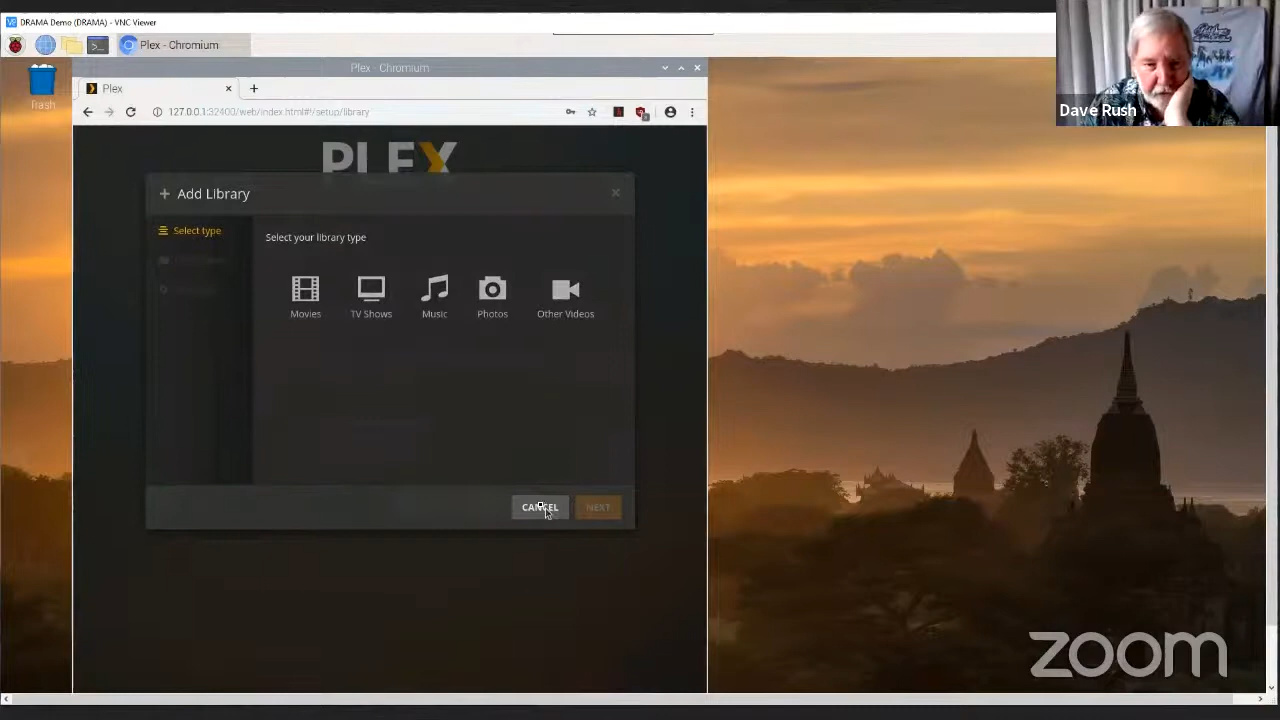 DRAMA Demo (DRAMA) - VNC Viewer
Plex - Chromium
Plex - Chromium
Trash
Plex
127.0.0.1:32400/web/index.html#!/setup/library
PLEX
Add Library
Select type
Select your library type
Movies
TV Shows
Music
Photos
Other Videos
CANCEL
NEXT
Dave Rush
zoom